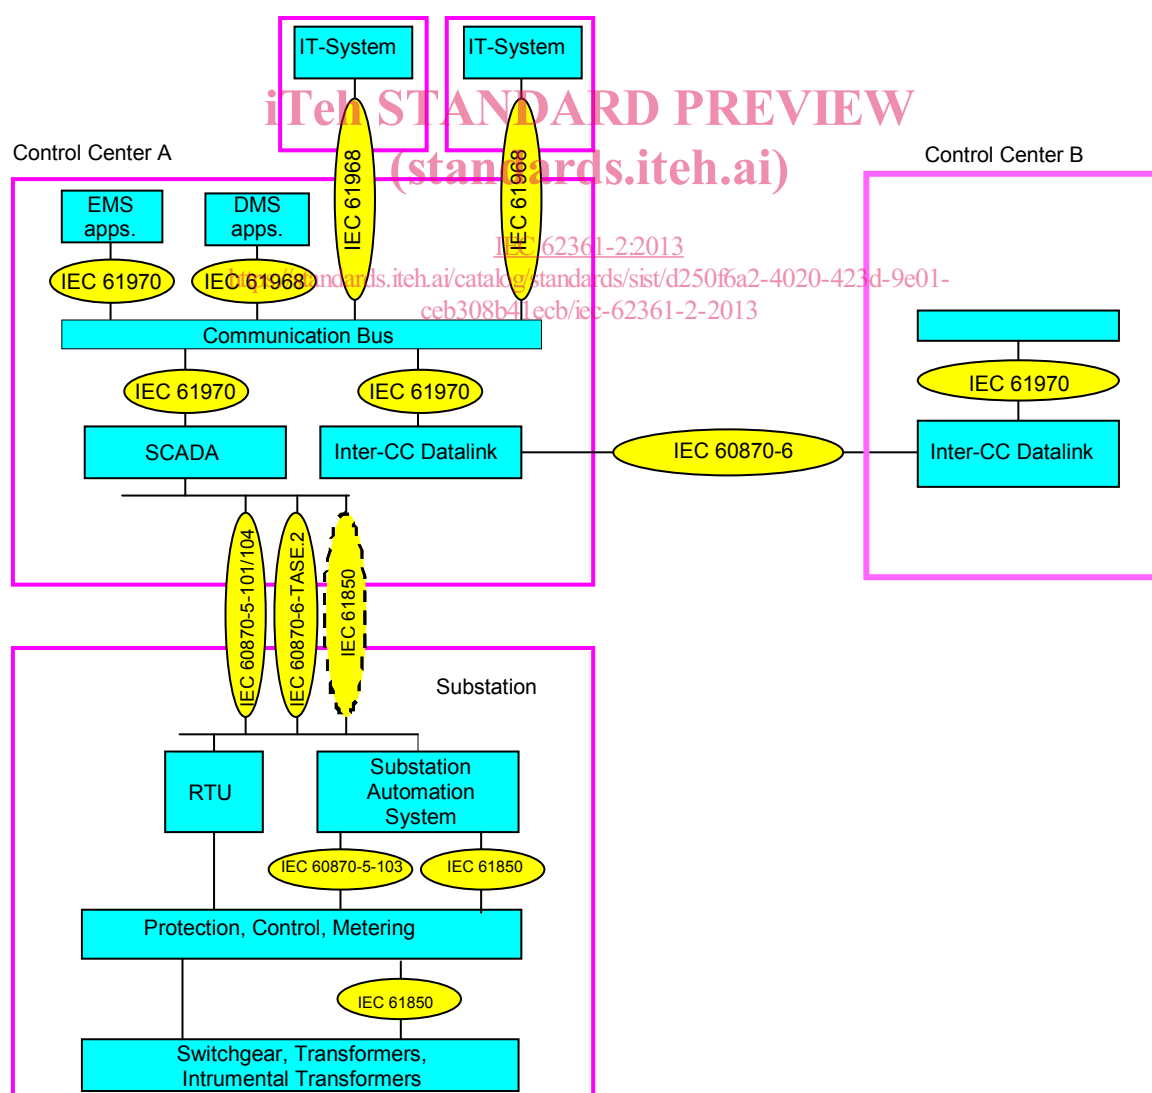 IT-System
IT-System
iTeh STANDARD PREVIEW
(standards.iteh.ai)
Control Center A
Control Center B
IEC 61968
IEC 61968
EMS
apps.
DMS
apps.
IEC 62361-2:2013
https://standards.iteh.ai/catalog/standards/sist/d250f6a2-4020-423d-9e01-
ceb308b41ecb/iec-62361-2-2013
IEC 61970
IEC 61968
Communication Bus
IEC 61970
IEC 61970
IEC 61970
SCADA
Inter-CC Datalink
IEC 60870-6
Inter-CC Datalink
IEC 60870-5-101/104
IEC 60870-6-TASE.2
IEC 61850
Substation
RTU
Substation
Automation
System
IEC 60870-5-103
IEC 61850
Protection, Control, Metering
IEC 61850
Switchgear, Transformers,
Intrumental Transformers